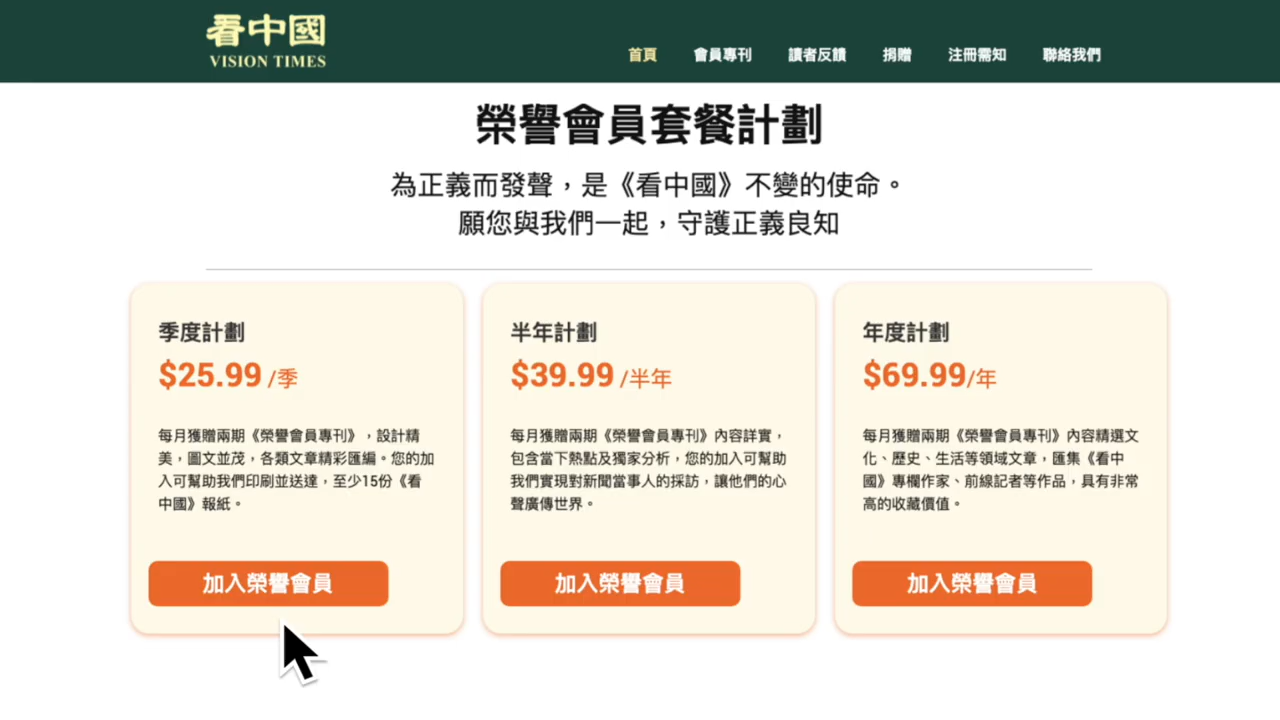 看中國
VISION TIMES
首頁 會員專刊 讀者反饋 捐贈 注冊需知 聯絡我們
榮譽會員套餐計劃
為正義而發聲，是《看中國》不變的使命。
願您與我們一起，守護正義良知
季度計劃
$25.99 /季
每月獲贈兩期《榮譽會員專刊》，設計精
美，圖文並茂，各類文章精彩匯編。您的加
入可幫助我們印刷並送達，至少15份《看
中國》報紙。
加入榮譽會員
半年計劃
$39.99 /半年
每月獲贈兩期《榮譽會員專刊》內容詳實，
包含當下熱點及獨家分析，您的加入可幫助
我們實現對新聞當事人的採訪，讓他們的心
聲廣傳世界。
加入榮譽會員
年度計劃
$69.99/年
每月獲贈兩期《榮譽會員專刊》內容精選文
化、歷史、生活等領域文章，匯集《看中
國》專欄作家、前線記者等作品，具有非常
高的收藏價值。
加入榮譽會員